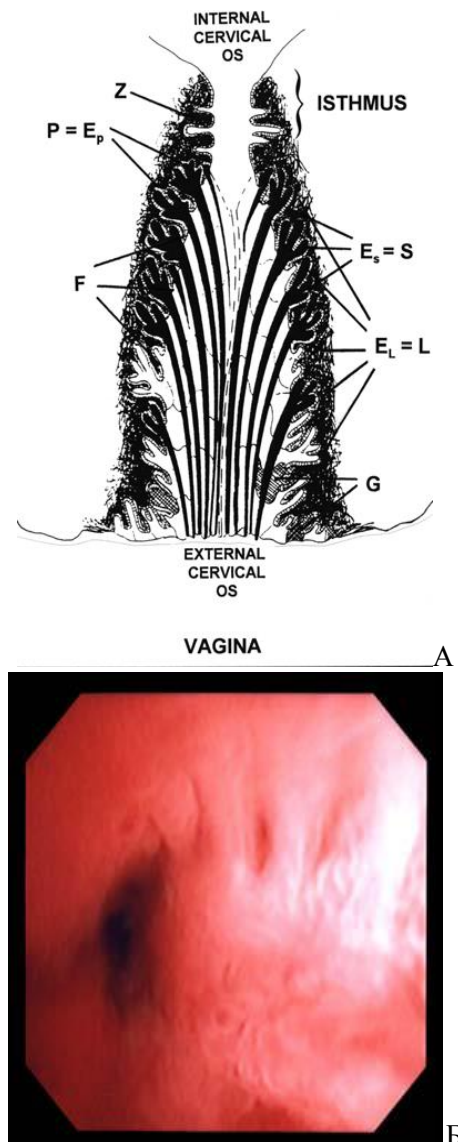 INTERNAL
CERVICAL
OS
Z
ISTHMUS
P = Ep
Es = S
F
EL = L
G
EXTERNAL
CERVICAL
OS
VAGINA
A
B